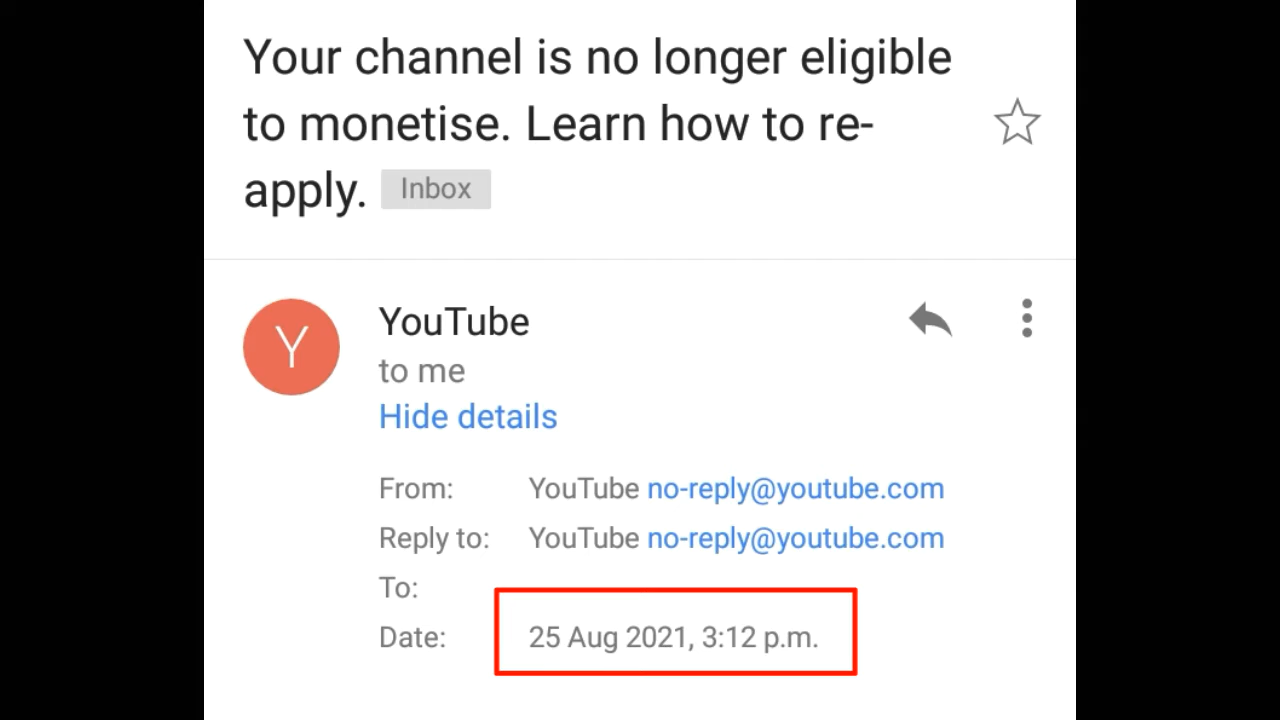 Your channel is no longer eligible
to monetise. Learn how to re-
apply. Inbox
Y YouTube
to me
Hide details
From: YouTube no-reply@youtube.com
Reply to: YouTube no-reply@youtube.com
To:
Date: 25 Aug 2021, 3:12 p.m.